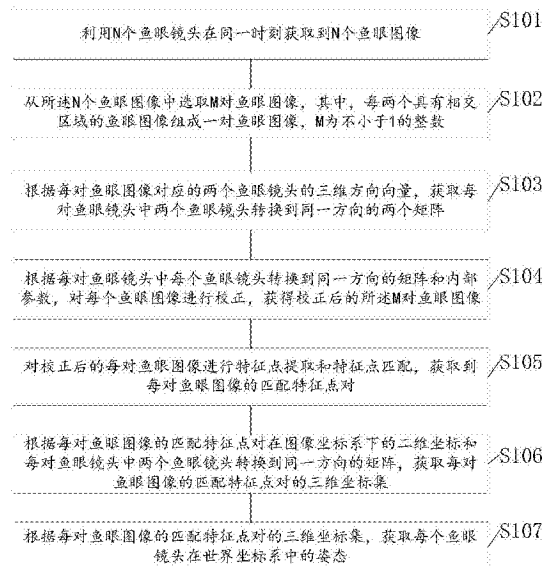 利用N个鱼眼镜头在同一时刻获取到N个鱼眼图像
S101
从所述N个鱼眼图像中选取M对鱼眼图像，其中，每两个具有相交
区域的鱼眼图像组成一对鱼眼图像，M为不小于1的整数
S102
根据每对鱼眼图像对应的两个鱼眼镜头的三维方向向量，获取每
对鱼眼镜头中两个鱼眼镜头转换到同一方向的两个矩阵
S103
根据每对鱼眼镜头中每个鱼眼镜头转换到同一方向的矩阵和内部
参数，对每个鱼眼图像进行校正，获得校正后的所述M对鱼眼图像
S104
对校正后的每对鱼眼图像进行特征点提取和特征点匹配，获取到
每对鱼眼图像的匹配特征点对
S105
根据每对鱼眼图像的匹配特征点对在图像坐标系下的二维坐标和
每对鱼眼镜头中两个鱼眼镜头转换到同一方向的矩阵，获取每对
鱼眼图像的匹配特征点对的三维坐标集
S106
根据每对鱼眼图像的匹配特征点对的三维坐标集，获取每个鱼眼
镜头在世界坐标系中的姿态
S107